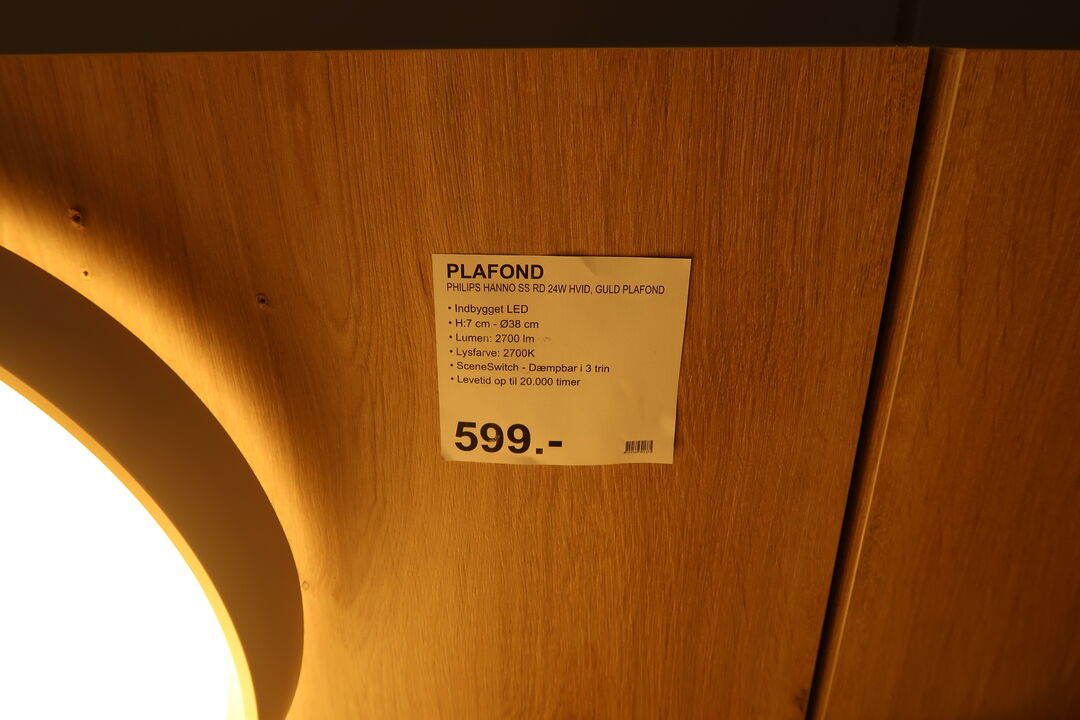 PLAFOND
PHILIPS HANNO SS RD 24W HVID, GULD PLAFOND
• Indbygget LED
• H:7 cm - Ø38 cm
• Lumen: 2700 lm
• Lysfarve: 2700K
• SceneSwitch - Dæmpbar i 3 trin
• Levetid op til 20.000 timer
599.-